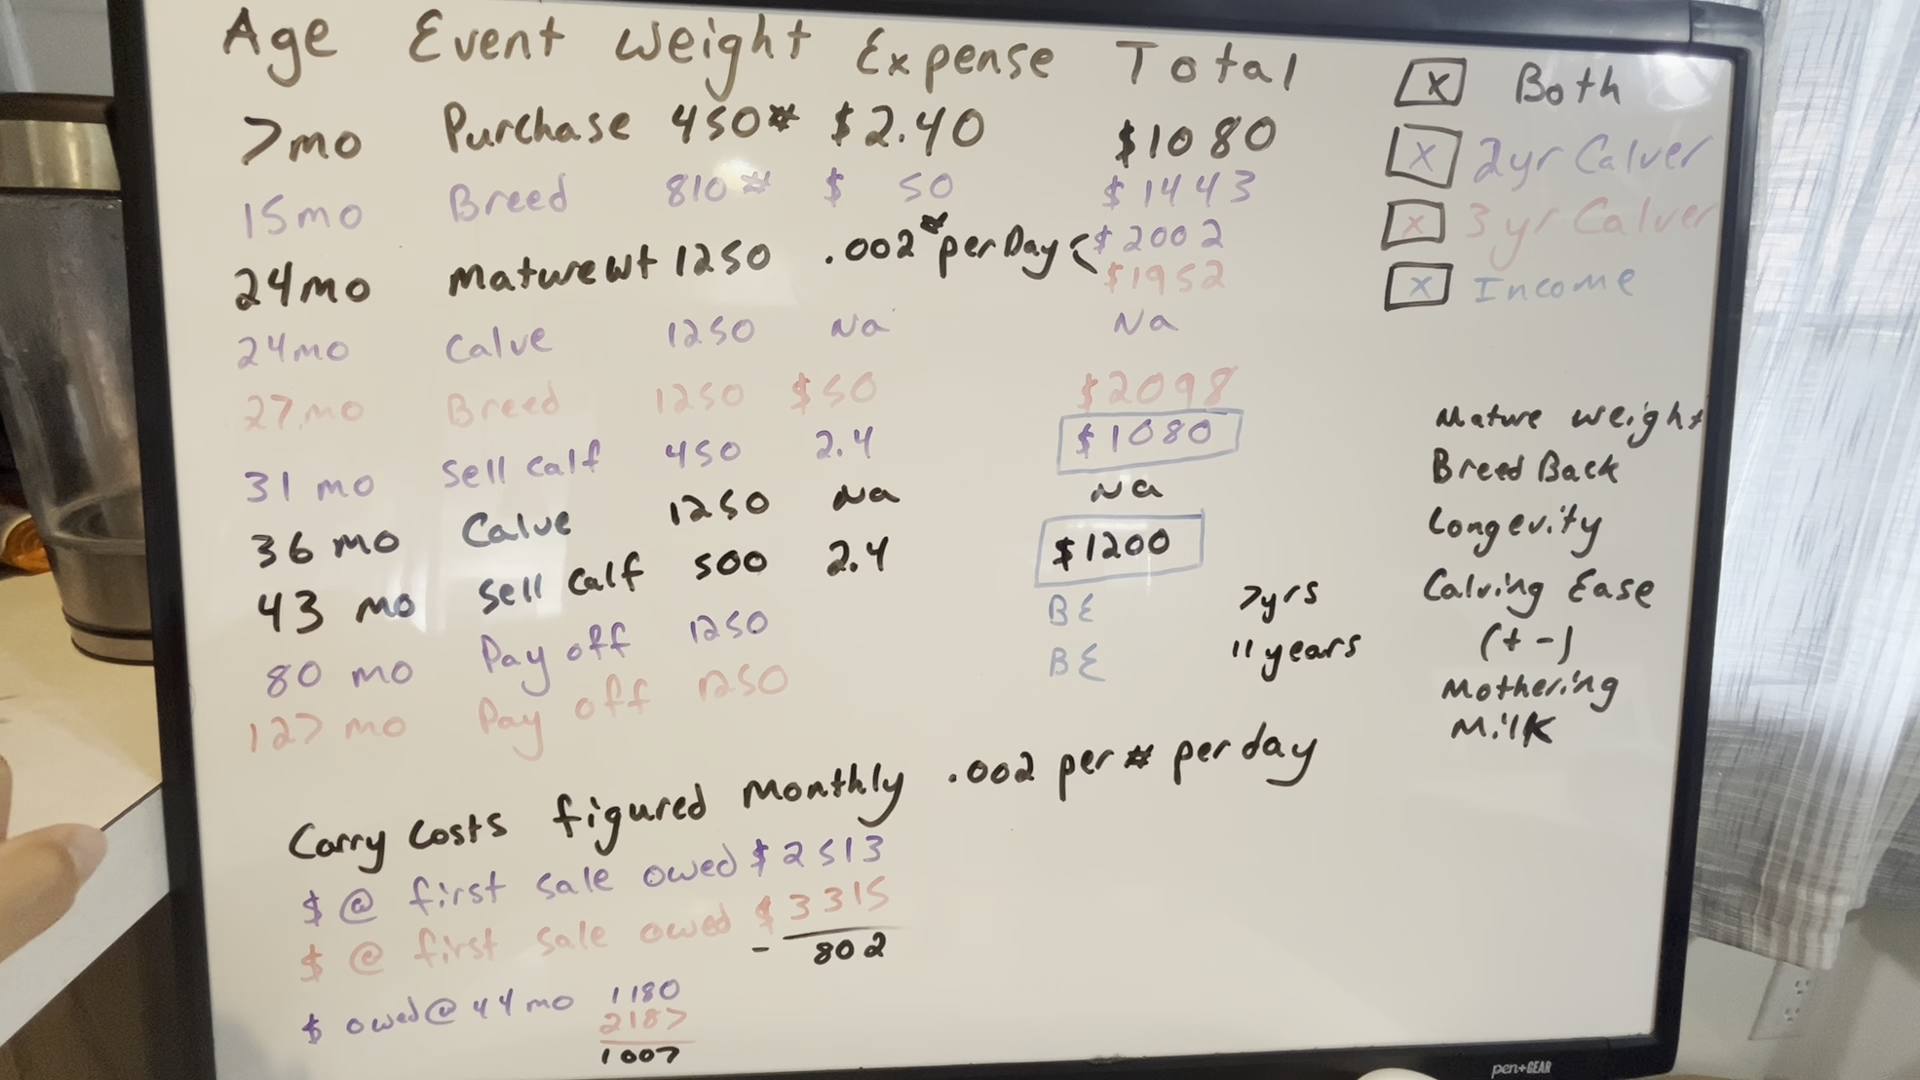 Age Event Weight Expense Total
7mo Purchase 450# $2.40 $1080
15mo Breed 810# $ 50 $1443
24mo Mature wt 1250 .002# per Day < $2002
$1952
24mo Calve 1250 Na Na
27mo Breed 1250 $50 $2098
31 mo Sell Calf 450 2.4 $1080
36 mo Calve 1250 Na Na
43 mo Sell Calf 500 2.4 $1200
80 mo Pay off 1250 BE 7yrs
127 mo Pay off 1250 BE 11 years
Carry Costs figured Monthly .002 per # per day
$ @ first sale owed $2513
$ @ first sale owed $3315
- 802
$ owed @ 44mo 1180
2187
1007
x Both
x 2yr Calver
x 3yr Calver
x Income
Mature Weight
Breed Back
Longevity
Calving Ease
(+ -)
Mothering
Milk
pen+GEAR